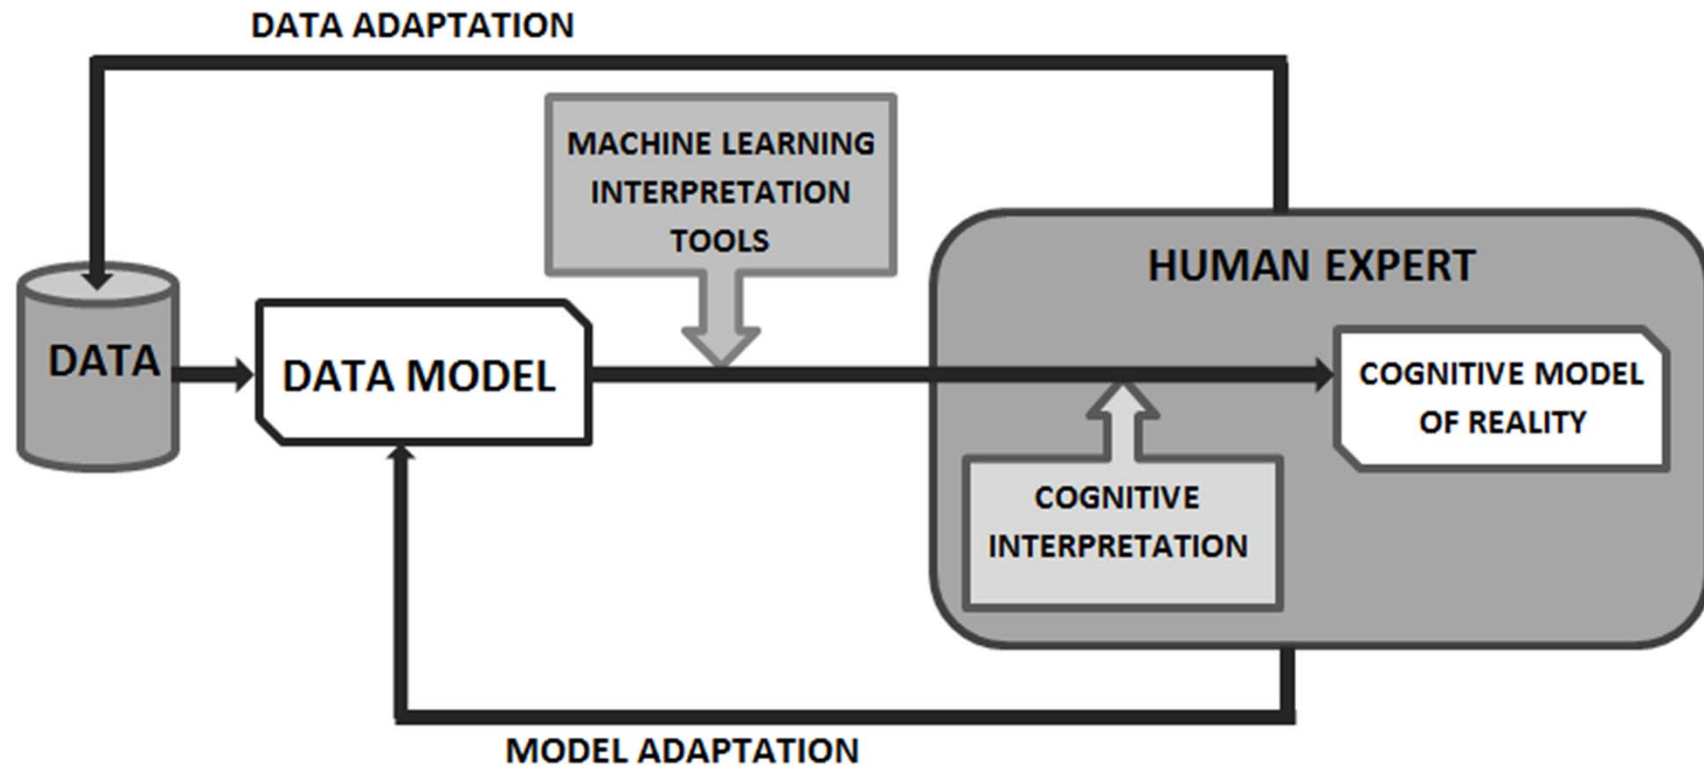 DATA ADAPTATION
MACHINE LEARNING
INTERPRETATION
TOOLS
HUMAN EXPERT
DATA
DATA MODEL
COGNITIVE MODEL
OF REALITY
COGNITIVE
INTERPRETATION
MODEL ADAPTATION